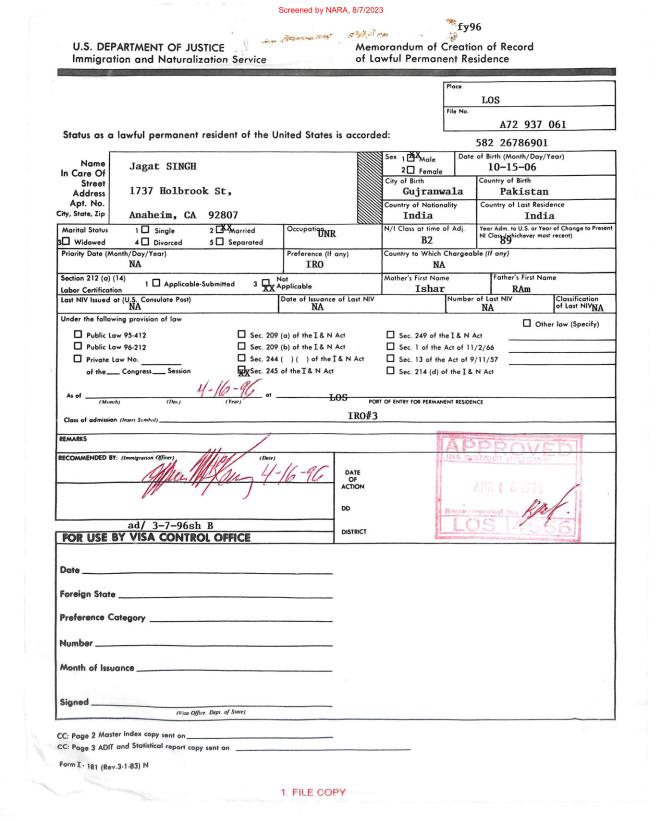 Screened by NARA, 8/7/2023
fy96
U.S. DEPARTMENT OF JUSTICE
Immigration and Naturalization Service
Memorandum of Creation of Record
of Lawful Permanent Residence
Place
LOS
File No.
A72 937 061
Status as a lawful permanent resident of the United States is accorded:
582 26786901
Name
In Care Of
Street
Address
Apt. No.
City, State, Zip
Jagat SINGH
1737 Holbrook St,
Anaheim, CA 92807
Sex 1 XX Male
2 Female
Date of Birth (Month/Day/Year)
10-15-06
City of Birth
Gujranwala
Country of Birth
Pakistan
Country of Nationality
India
Country of Last Residence
India
Marital Status 1 Single 2 XX Married
3 Widowed 4 Divorced 5 Separated
Occupation
UNR
N/I Class at time of Adj.
B2
Year Adm. to U.S. or Year of Change to Present
NI Class (whichever most recent)
89
Priority Date (Month/Day/Year)
NA
Preference (If any)
IRO
Country to Which Chargeable (If any)
NA
Section 212 (a) (14)
Labor Certification
1 Applicable-Submitted 3 XX Not Applicable
Mother's First Name
Ishar
Father's First Name
RAm
Last NIV Issued at (U.S. Consulate Post)
NA
Date of Issuance of Last NIV
NA
Number of Last NIV
NA
Classification
of Last NIV NA
Under the following provision of law
Public Law 95-412
Public Law 96-212
Private Law No.
of the Congress Session
Sec. 209 (a) of the I & N Act
Sec. 209 (b) of the I & N Act
Sec. 244 ( ) ( ) of the I & N Act
XX Sec. 245 of the I & N Act
Sec. 249 of the I & N Act
Sec. 1 of the Act of 11/2/66
Sec. 13 of the Act of 9/11/57
Sec. 214 (d) of the I & N Act
Other law (Specify)
As of 4-16-96 at LOS
(Month) (Day) (Year) PORT OF ENTRY FOR PERMANENT RESIDENCE
Class of admission (Insert Symbol) IRO#3
REMARKS
RECOMMENDED BY: (Immigration Officer) (Date)
4-16-96
DATE
OF
ACTION
DD
DISTRICT
APPROVED
INS DISTRICT DIRECTOR
APR 16 1996
Recommended by
LOS
ad/ 3-7-96sh B
FOR USE BY VISA CONTROL OFFICE
Date
Foreign State
Preference Category
Number
Month of Issuance
Signed
(Visa Office, Dept. of State)
CC: Page 2 Master Index copy sent on
CC: Page 3 ADIT and Statistical report copy sent on
Form I-181 (Rev.3-1-83) N
1. FILE COPY